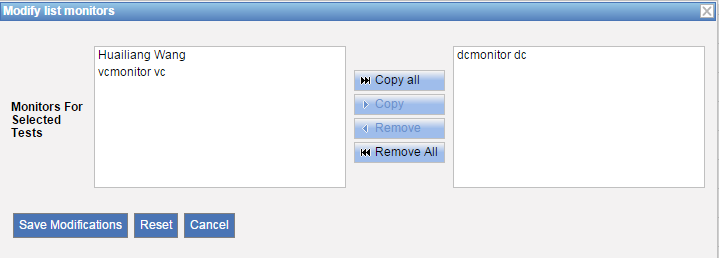 Modify list monitors
Huailiang Wang
vcmonitor vc
dcmonitor dc
Copy all
Copy
Remove
Remove All
Monitors For
Selected
Tests
Save Modifications
Reset
Cancel